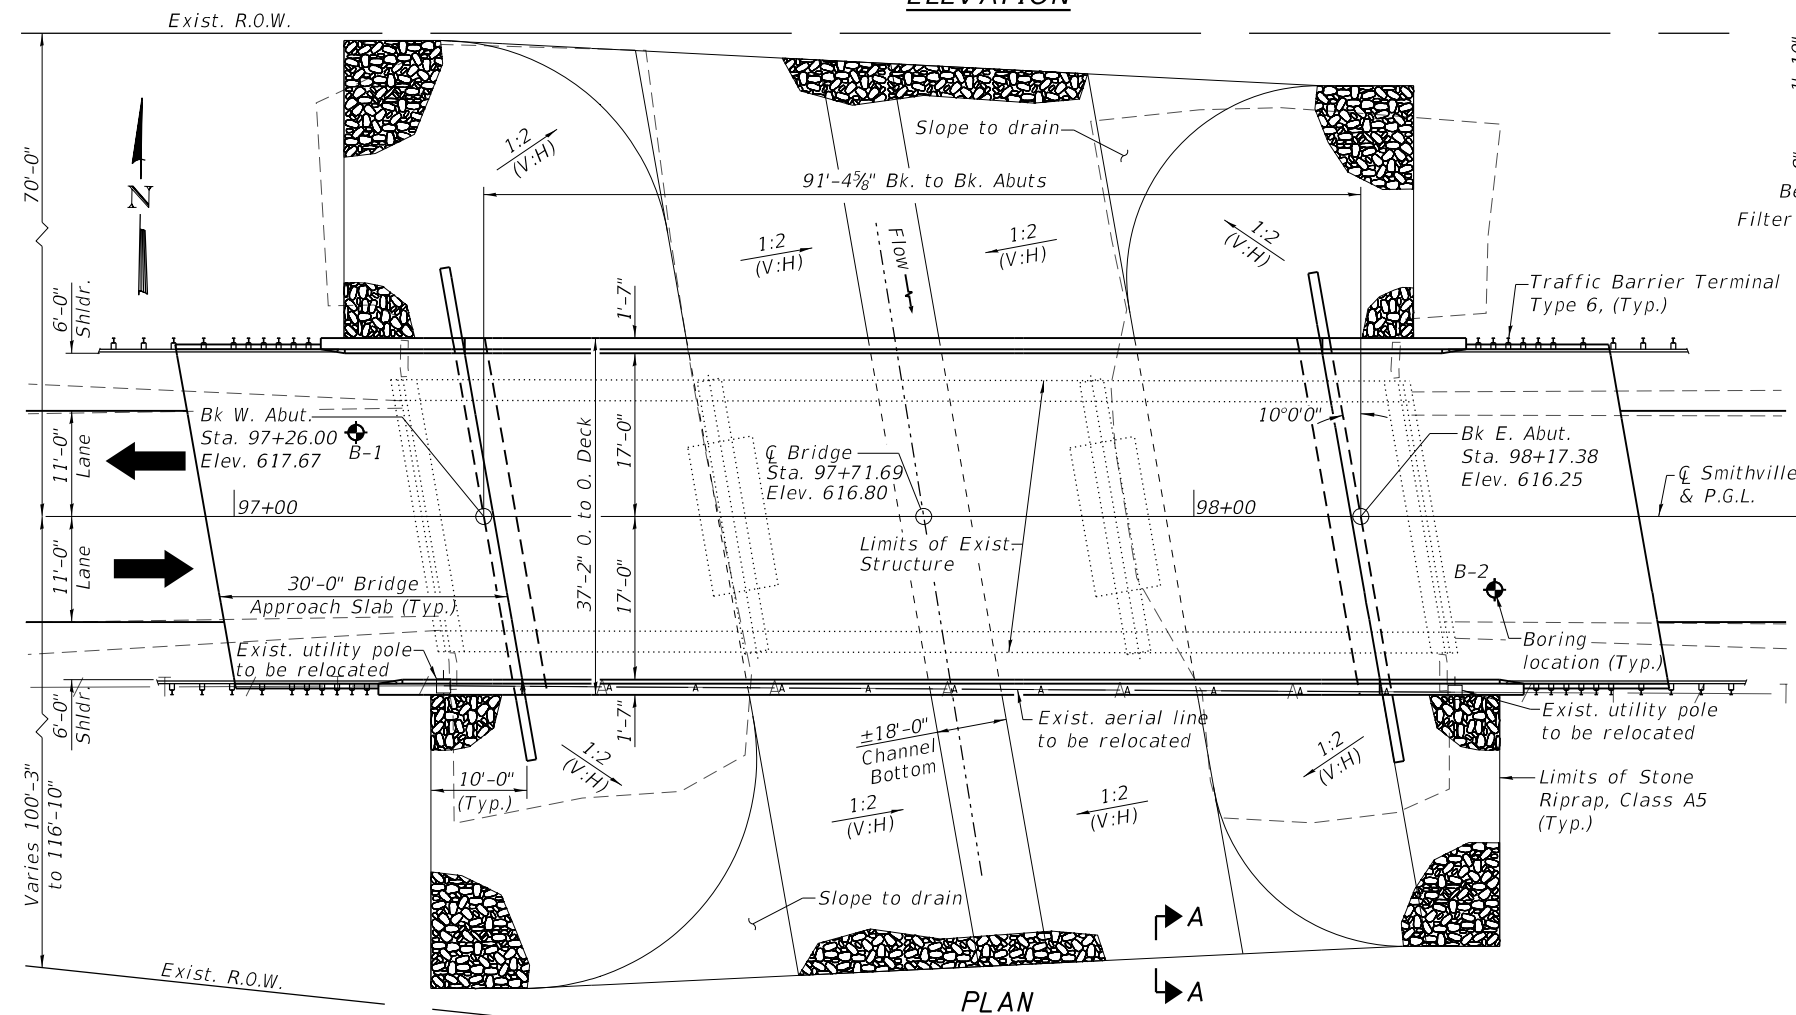 ELEVATION
Exist. R.O.W.
70'-0"
N
1:2
(V:H)
Slope to drain
91'-4⅝" Bk. to Bk. Abuts
Flow
1:2
(V:H)
1:2
(V:H)
1:2
(V:H)
Filter
6'-0"
Shldr.
1'-7"
Traffic Barrier Terminal
Type 6, (Typ.)
11'-0"
Lane
Bk W. Abut.
Sta. 97+26.00
Elev. 617.67
B-1
37'-2" O. to O. Deck
17'-0"
℄ Bridge
Sta. 97+71.69
Elev. 616.80
10°0'0"
Bk E. Abut.
Sta. 98+17.38
Elev. 616.25
℄ Smithville
& P.G.L.
97+00
98+00
11'-0"
Lane
Limits of Exist.
Structure
17'-0"
B-2
30'-0" Bridge
Approach Slab (Typ.)
Exist. utility pole
to be relocated
Boring
location (Typ.)
6'-0"
Shldr.
1'-7"
±18'-0"
Channel
Bottom
Exist. aerial line
to be relocated
Exist. utility pole
to be relocated
1:2
(V:H)
10'-0"
(Typ.)
1:2
(V:H)
1:2
(V:H)
1:2
(V:H)
Limits of Stone
Riprap, Class A5
(Typ.)
Varies 100'-3"
to 116'-10"
Slope to drain
A
A
Exist. R.O.W.
PLAN